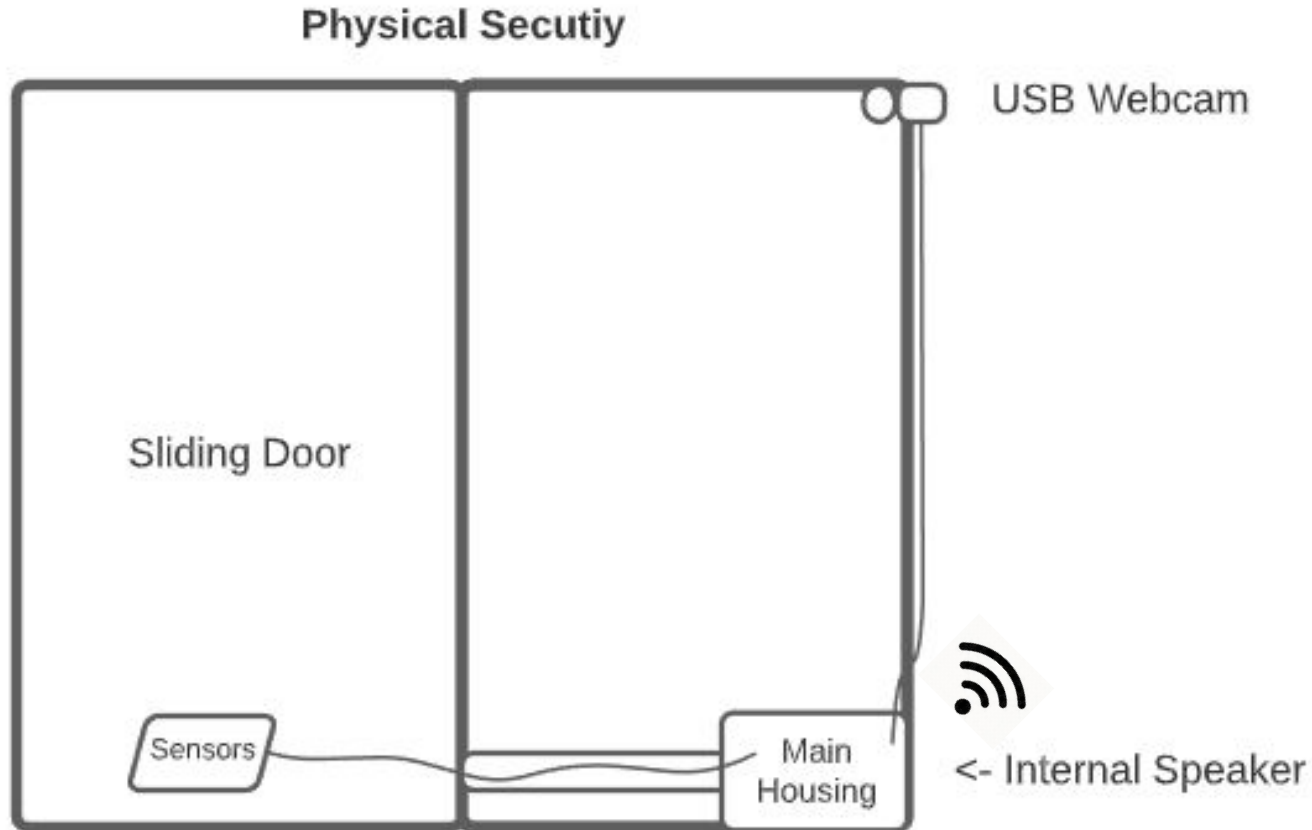 Physical Secutiy
USB Webcam
Sliding Door
Sensors
Main
Housing
<- Internal Speaker